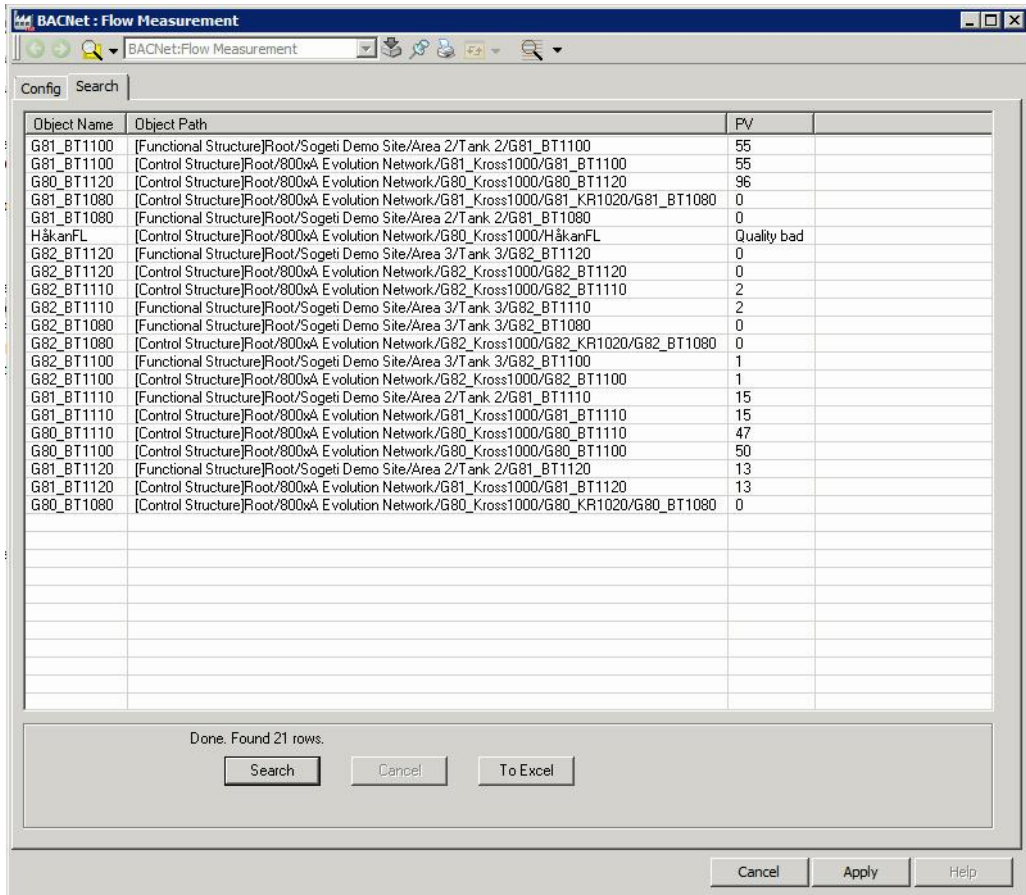 BACNet : Flow Measurement
BACNet:Flow Measurement
Config Search
Object Name Object Path PV
G81_BT1100 [Functional Structure]Root/Sogeti Demo Site/Area 2/Tank 2/G81_BT1100 55
G81_BT1100 [Control Structure]Root/800xA Evolution Network/G81_Kross1000/G81_BT1100 55
G80_BT1120 [Control Structure]Root/800xA Evolution Network/G80_Kross1000/G80_BT1120 96
G81_BT1080 [Control Structure]Root/800xA Evolution Network/G81_Kross1000/G81_KR1020/G81_BT1080 0
G81_BT1080 [Functional Structure]Root/Sogeti Demo Site/Area 2/Tank 2/G81_BT1080 0
HåkanFL [Control Structure]Root/800xA Evolution Network/G80_Kross1000/HåkanFL Quality bad
G82_BT1120 [Functional Structure]Root/Sogeti Demo Site/Area 3/Tank 3/G82_BT1120 0
G82_BT1120 [Control Structure]Root/800xA Evolution Network/G82_Kross1000/G82_BT1120 0
G82_BT1110 [Control Structure]Root/800xA Evolution Network/G82_Kross1000/G82_BT1110 2
G82_BT1110 [Functional Structure]Root/Sogeti Demo Site/Area 3/Tank 3/G82_BT1110 2
G82_BT1080 [Functional Structure]Root/Sogeti Demo Site/Area 3/Tank 3/G82_BT1080 0
G82_BT1080 [Control Structure]Root/800xA Evolution Network/G82_Kross1000/G82_KR1020/G82_BT1080 0
G82_BT1100 [Functional Structure]Root/Sogeti Demo Site/Area 3/Tank 3/G82_BT1100 1
G82_BT1100 [Control Structure]Root/800xA Evolution Network/G82_Kross1000/G82_BT1100 1
G81_BT1110 [Functional Structure]Root/Sogeti Demo Site/Area 2/Tank 2/G81_BT1110 15
G81_BT1110 [Control Structure]Root/800xA Evolution Network/G81_Kross1000/G81_BT1110 15
G80_BT1110 [Control Structure]Root/800xA Evolution Network/G80_Kross1000/G80_BT1110 47
G80_BT1100 [Control Structure]Root/800xA Evolution Network/G80_Kross1000/G80_BT1100 50
G81_BT1120 [Functional Structure]Root/Sogeti Demo Site/Area 2/Tank 2/G81_BT1120 13
G81_BT1120 [Control Structure]Root/800xA Evolution Network/G81_Kross1000/G81_BT1120 13
G80_BT1080 [Control Structure]Root/800xA Evolution Network/G80_Kross1000/G80_KR1020/G80_BT1080 0
Done. Found 21 rows.
Search Cancel To Excel
Cancel Apply Help